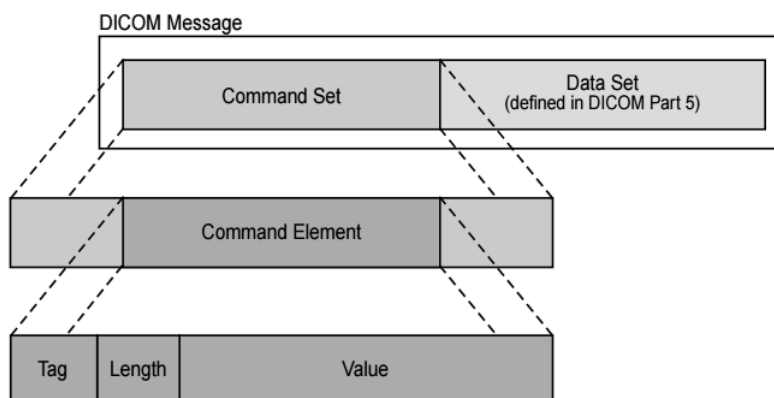 DICOM Message
Command Set
Data Set
(defined in DICOM Part 5)
Command Element
Tag
Length
Value